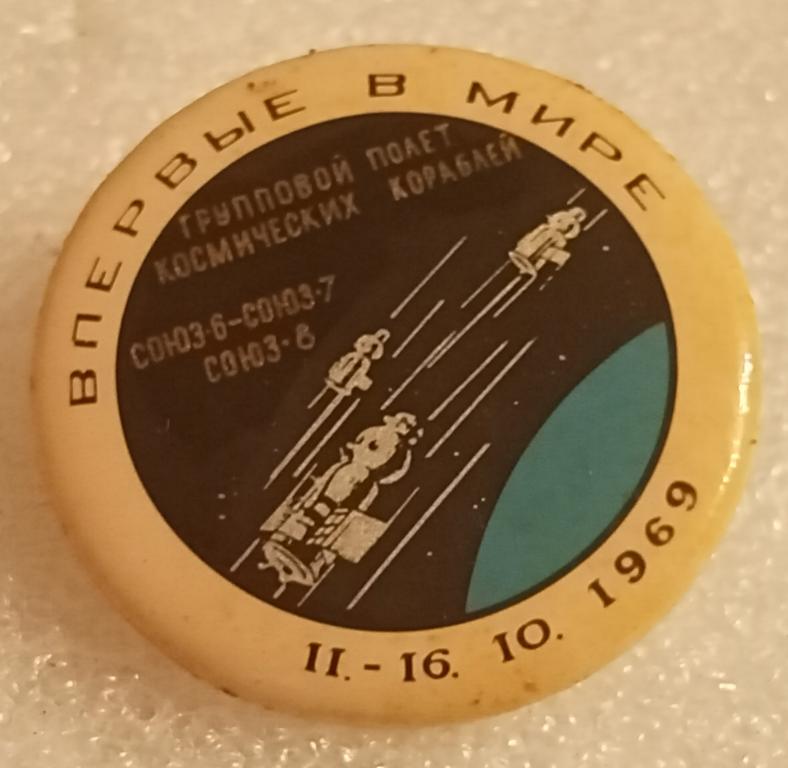 ВПЕРВЫЕ В МИРЕ
ГРУППОВОЙ ПОЛЕТ
КОСМИЧЕСКИХ КОРАБЛЕЙ
СОЮЗ·6-СОЮЗ·7
СОЮЗ·8
11.-16. 10. 1969